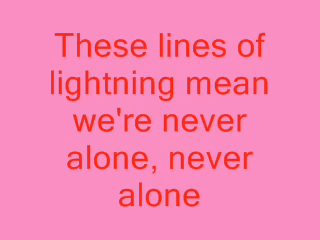 These lines of
lightning mean
we're never
alone, never
alone